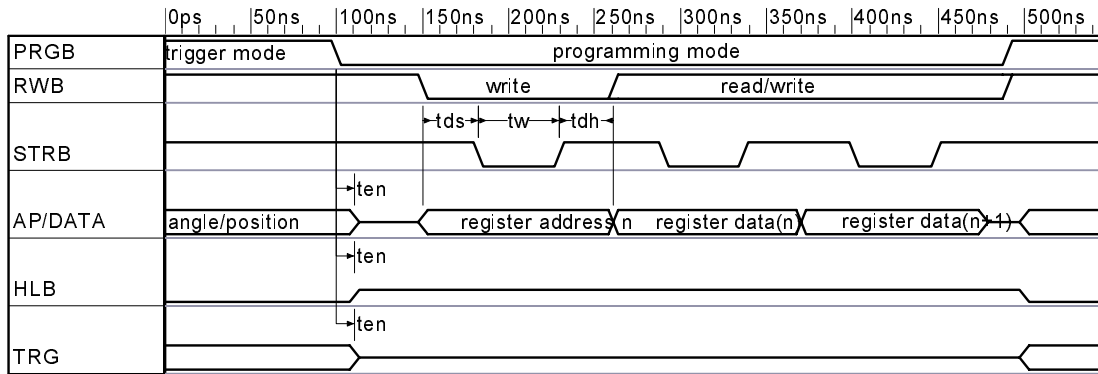 0ps 50ns 100ns 150ns 200ns 250ns 300ns 350ns 400ns 450ns 500ns
PRGB trigger mode programming mode
RWB write read/write
tds tw tdh
STRB
ten
AP/DATA angle/position register address n register data(n) register data(n+1)
ten
HLB
ten
TRG